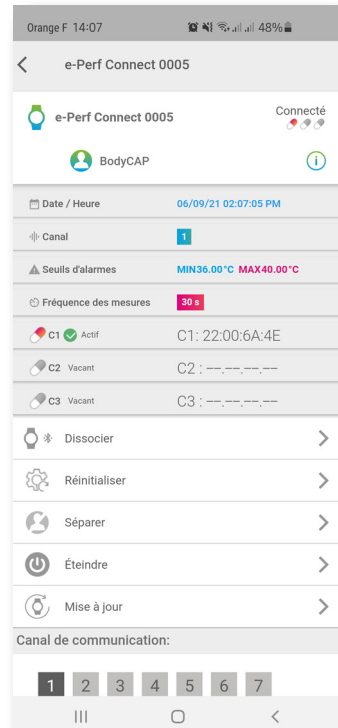 Orange F 14:07 48%
e-Perf Connect 0005
e-Perf Connect 0005 Connecté
BodyCAP
Date / Heure 06/09/21 02:07:05 PM
Canal 1
Seuils d'alarmes MIN36.00°C MAX40.00°C
Fréquence des mesures 30 s
C1 Actif C1: 22:00:6A:4E
C2 Vacant C2 : --.--.--.--
C3 Vacant C3 : --.--.--.--
Dissocier
Réinitialiser
Séparer
Éteindre
Mise à jour
Canal de communication:
1 2 3 4 5 6 7